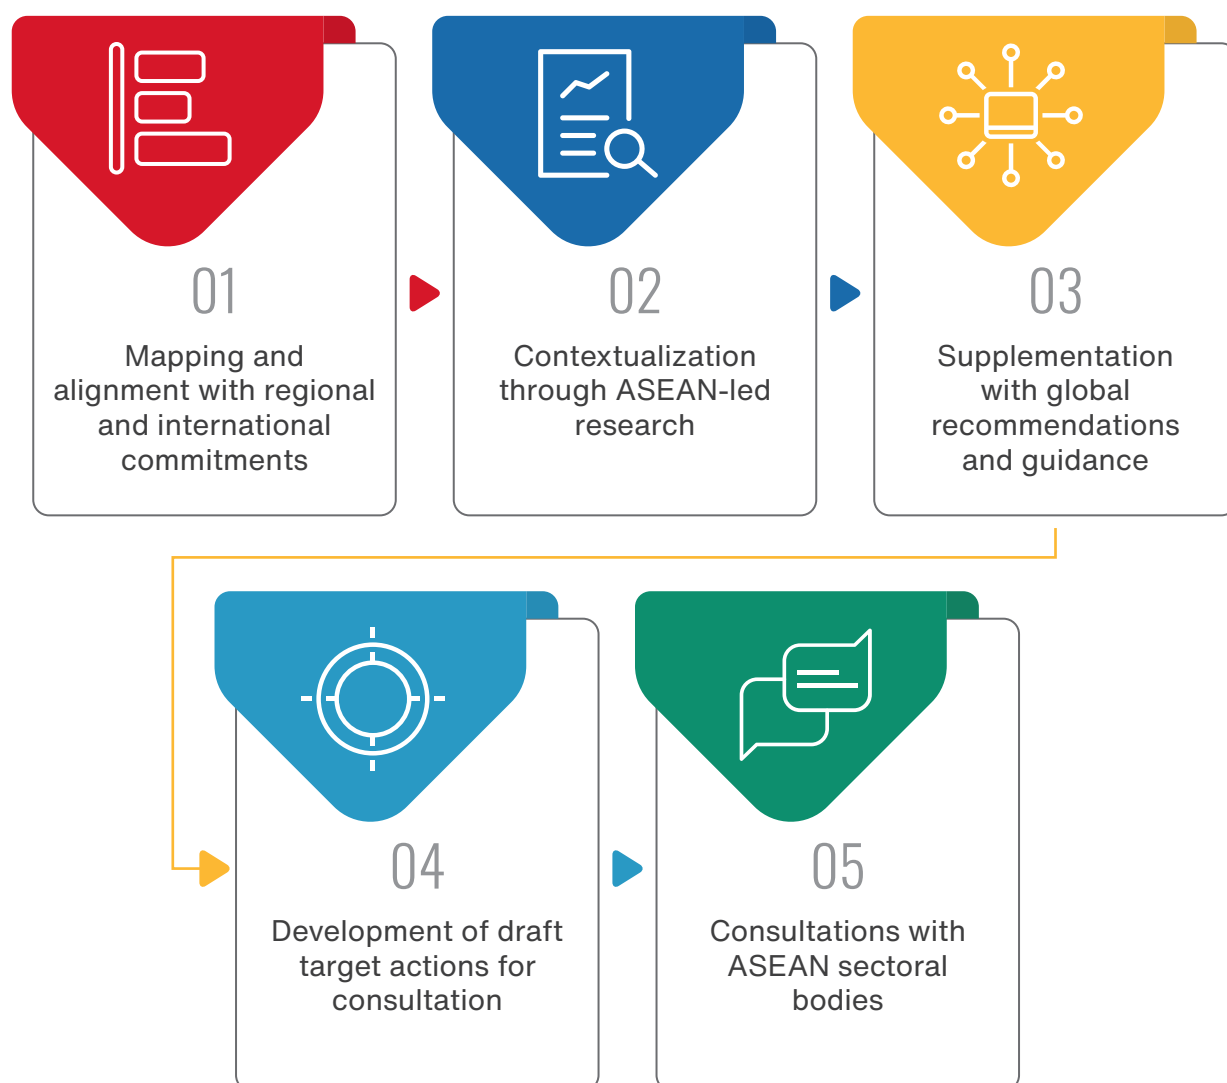 01
Mapping and
alignment with regional
and international
commitments
02
Contextualization
through ASEAN-led
research
03
Supplementation
with global
recommendations
and guidance
04
Development of draft
target actions for
consultation
05
Consultations with
ASEAN sectoral
bodies